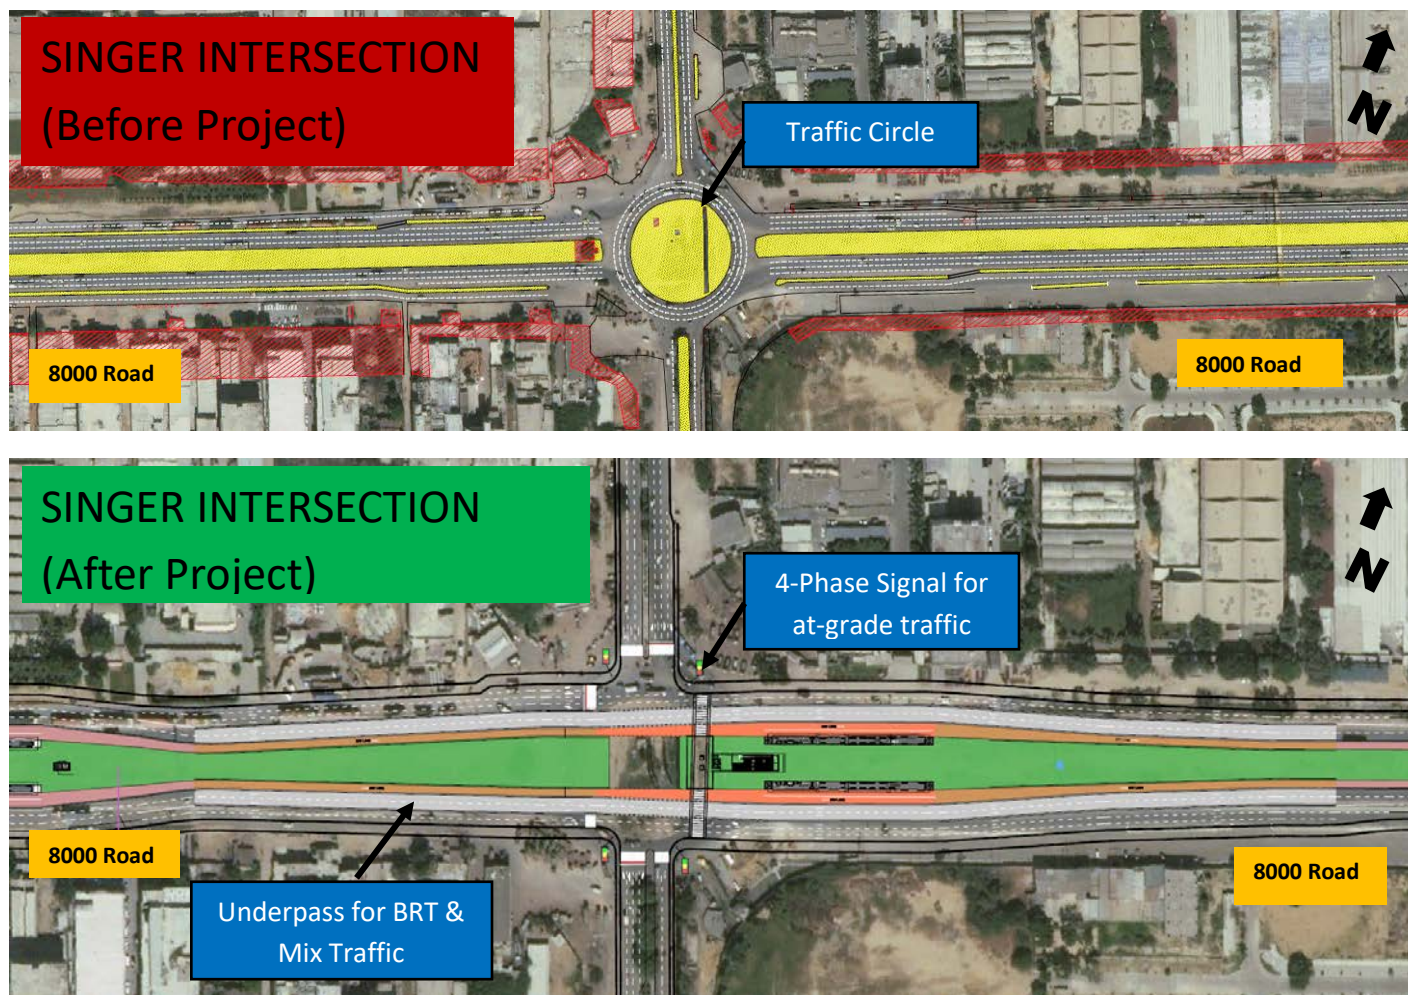 SINGER INTERSECTION
(Before Project)
Traffic Circle
N
8000 Road
8000 Road
SINGER INTERSECTION
(After Project)
4-Phase Signal for
at-grade traffic
N
8000 Road
8000 Road
Underpass for BRT &
Mix Traffic